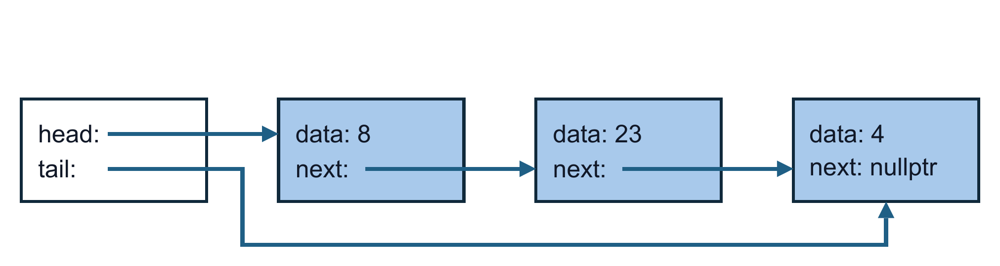 head:
tail:
data: 8
next:
data: 23
next:
data: 4
next: nullptr